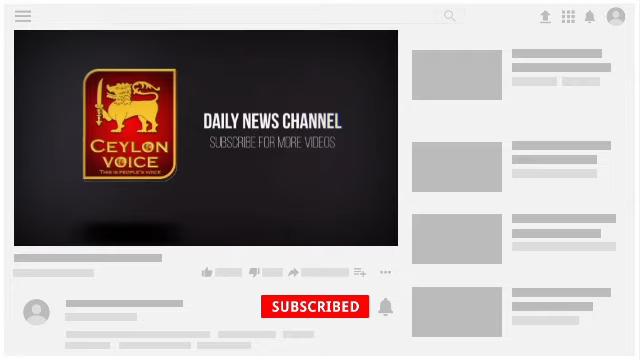 DAILY NEWS CHANNEL
SUBSCRIBE FOR MORE VIDEOS
CEYLON
VOICE
THIS IS PEOPLE'S VOICE
SUBSCRIBED